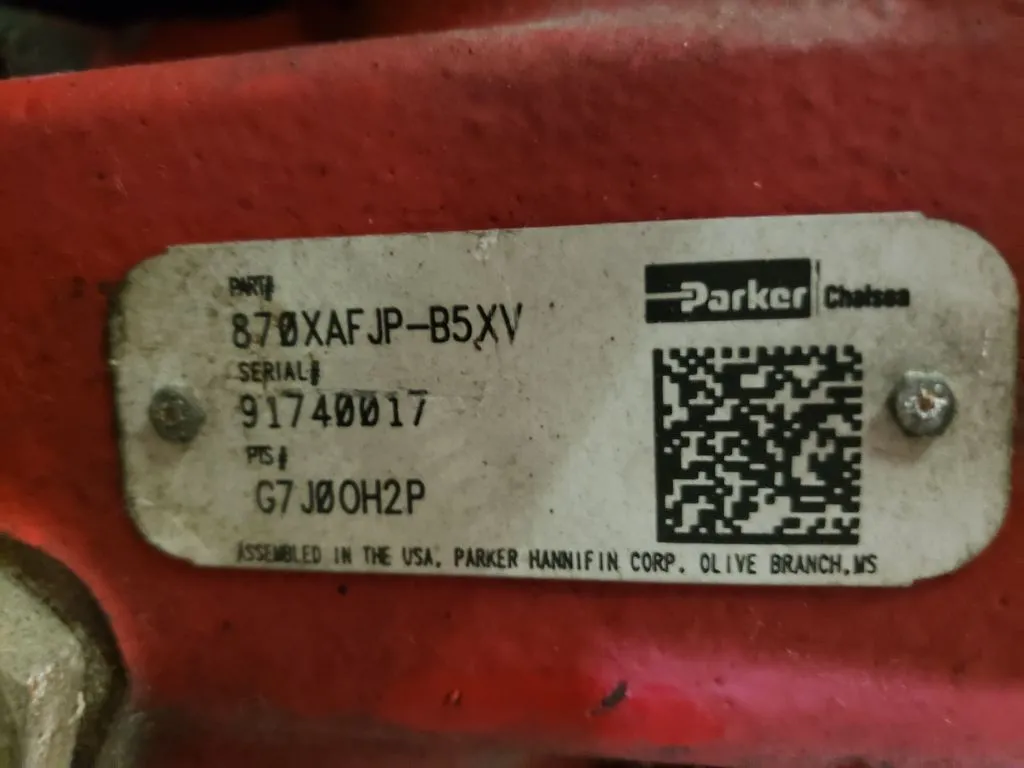 PART#
Parker Chelsea
870XAFJP-B5XV
SERIAL#
91740017
PTS#
G7J0OH2P
ASSEMBLED IN THE USA. PARKER HANNIFIN CORP. OLIVE BRANCH,MS